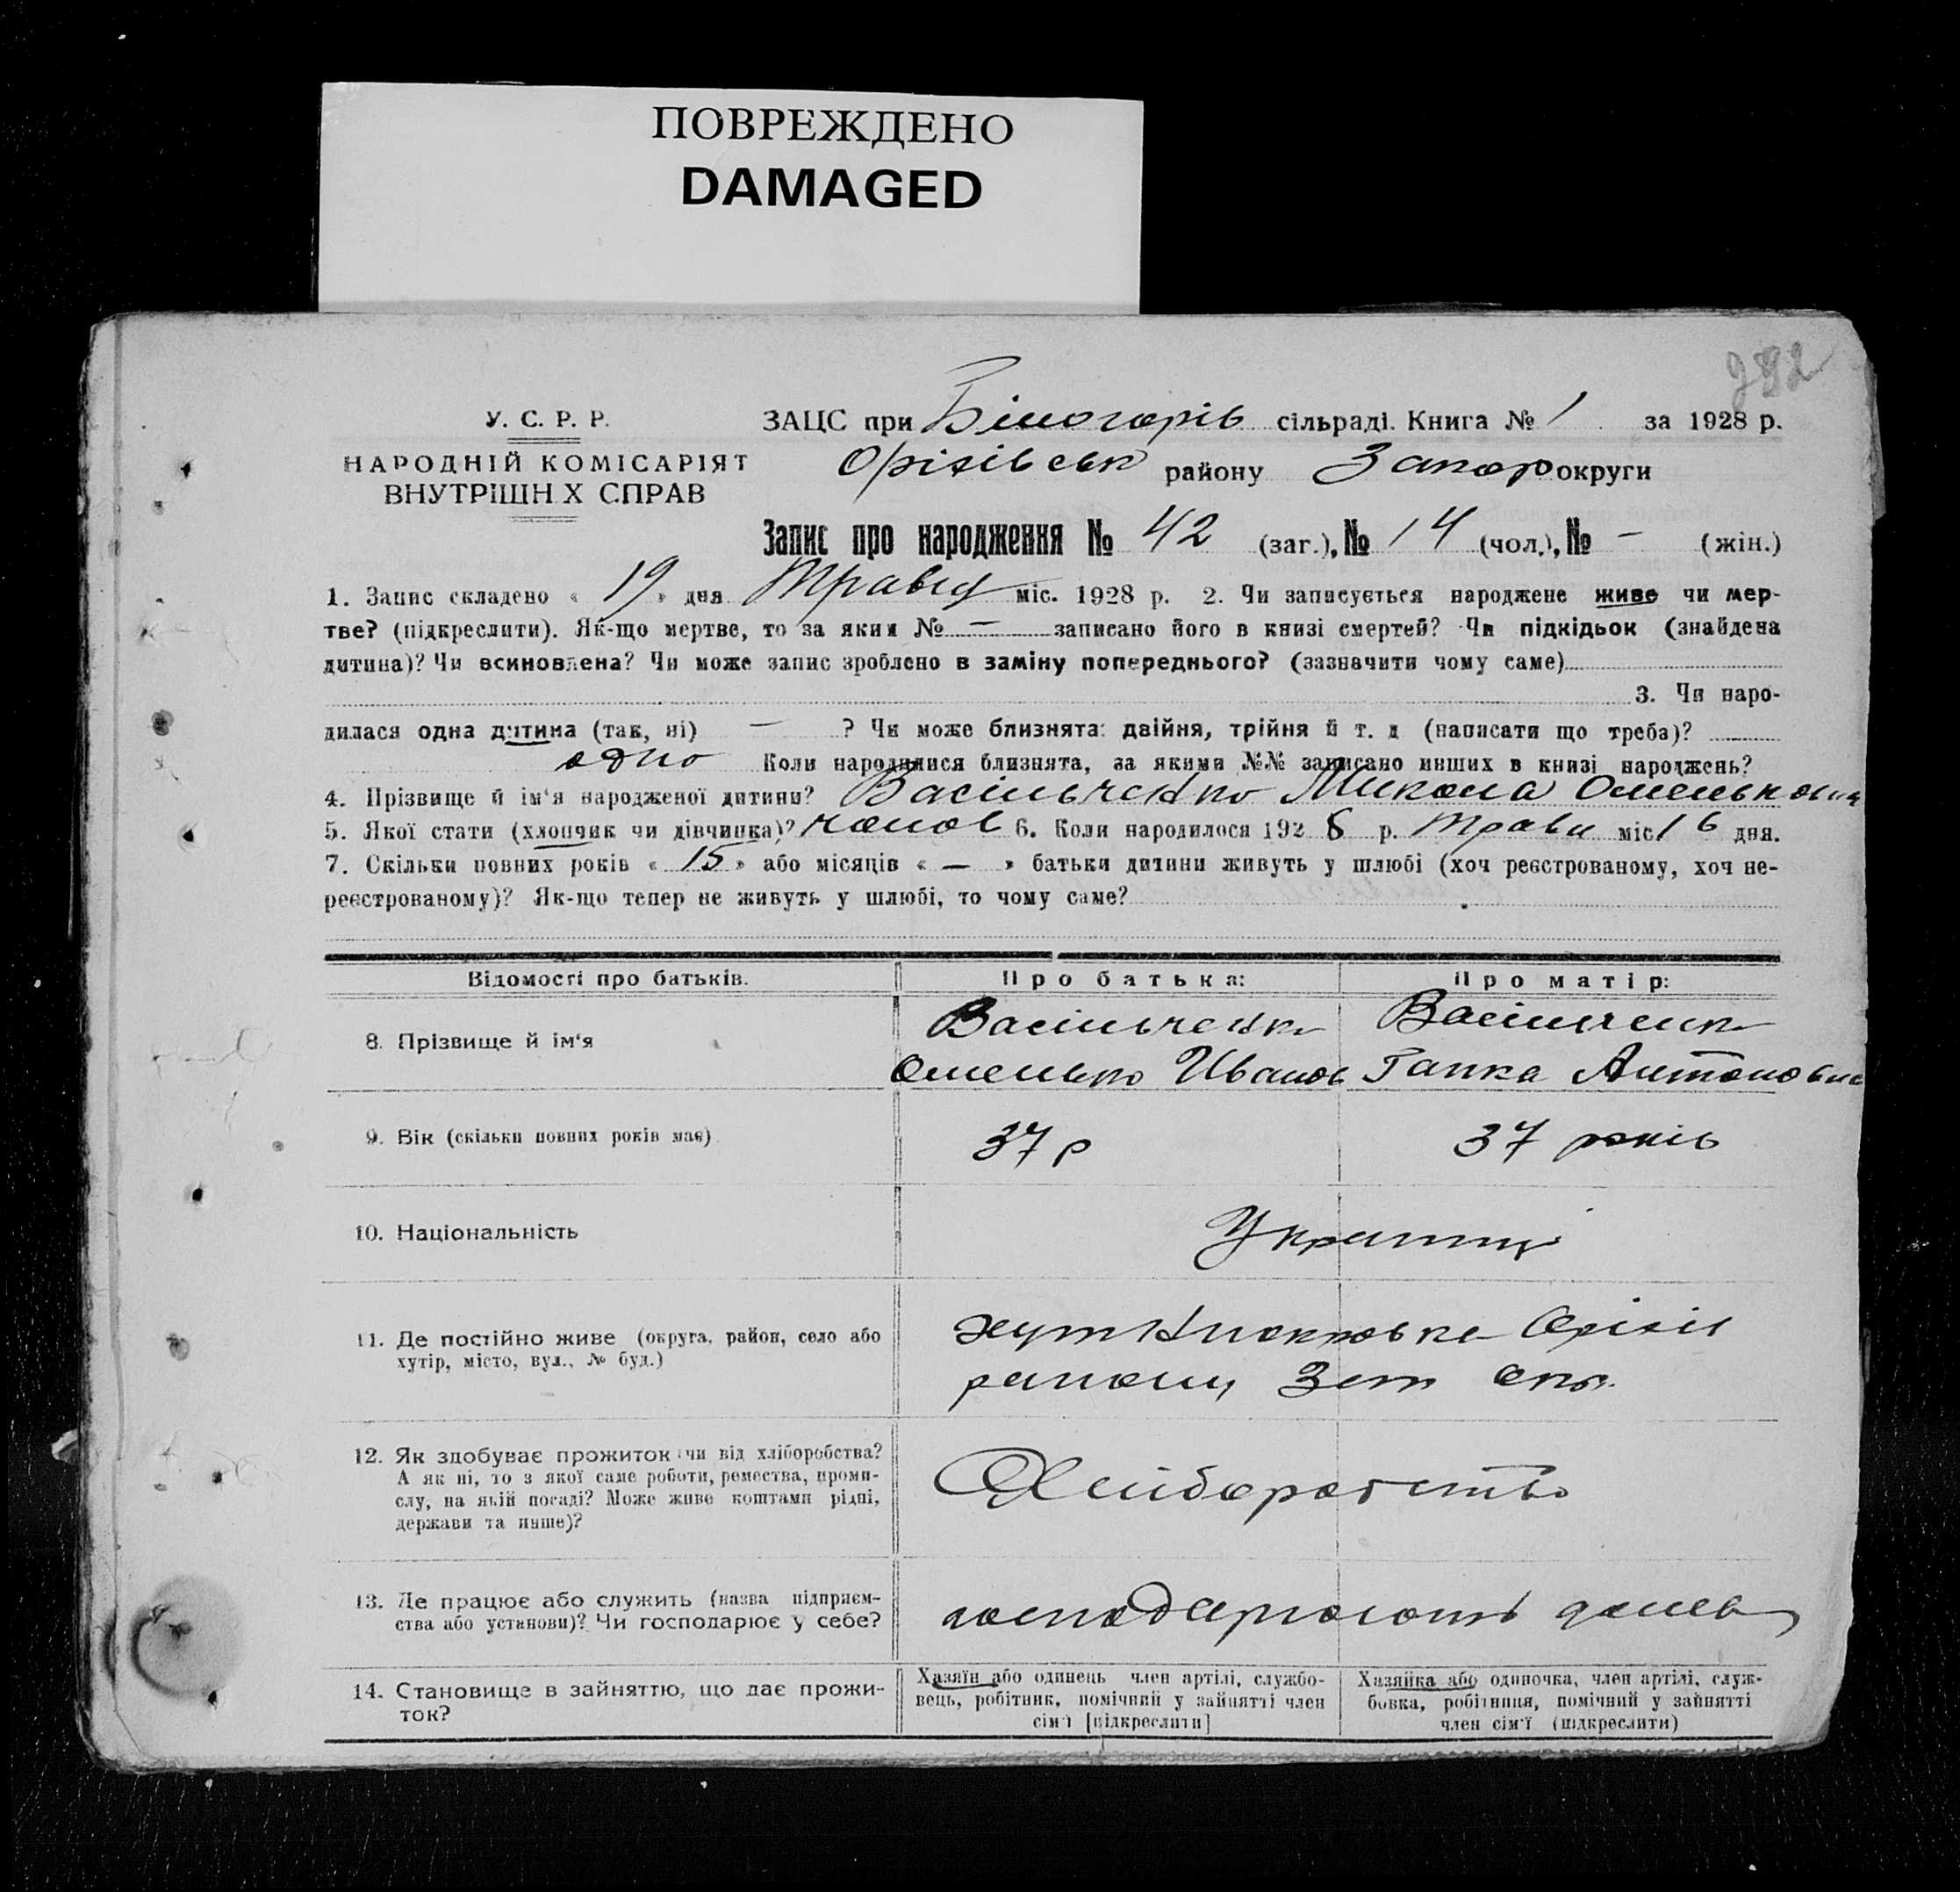 ПОВРЕЖДЕНО
DAMAGED
У. С. Р. Р.
НАРОДНІЙ КОМІСАРІЯТ
ВНУТРІШН Х СПРАВ
ЗАЦС при Білогорів сільраді. Книга № 1 за 1928 р.
Оріхівськ району Запор округи
Запис про народження № 42 (заг.), № 14 (чол.), № - (жін.)
1. Запис складено « 19 » дня Травня міс. 1928 р. 2. Чи записується народжене живе чи мер-
тве? (підкреслити). Як-що мертве, то за яким № — записано його в книзі смертей? Чи підкідьок (знайдена
дитина)? Чи всиновлена? Чи може запис зроблено в заміну попереднього? (зазначити чому саме)
3. Чи наро-
дилася одна дитина (так, ні) — ? Чи може близнята: двійня, трійня й т. д (написати що треба)?
одно Коли народилися близнята, за якими №№ записано инших в книзі народжень?
4. Прізвище й ім'я народженої дитини? Васільченко Микола Омельков
5. Якої стати (хлопчик чи дівчинка)? чолов 6. Коли народилося 1928 р. Травн міс 16 дня.
7. Скільки повних років « 15 » або місяців « — » батьки дитини живуть у шлюбі (хоч реєстрованому, хоч не-
реєстрованому)? Як-що тепер не живуть у шлюбі, то чому саме?
Відомості про батьків. Про батька: Про матір:
8. Прізвище й ім'я Васільченко Васільченк
Омелько Иванов Гапка Антоновна
9. Вік (скільки повних років має) 37 р 37 років
10. Національність Українці
11. Де постійно живе (округа, район, село або
хутір, місто, вул., № буд.)
хут Оріхів
району Зап окр.
12. Як здобуває прожиток чи від хліборобства?
А як ні, то з якої саме роботи, ремества, проми-
слу, на якій посаді? Може живе коштами рідні,
держави та инше)?
Хліборобство
13. Де працює або служить (назва підприєм-
ства або установи)? Чи господарює у себе?
господарюють
14. Становище в зайняттю, що дає прожи-
ток?
Хазяїн або одинець член артілі, службо-
вець, робітник, помічний у зайнятті член
сім'ї [підкреслити]
Хазяйка або одиночка, член артілі, служ-
бовка, робітниця, помічний у зайнятті
член сім'ї (підкреслити)